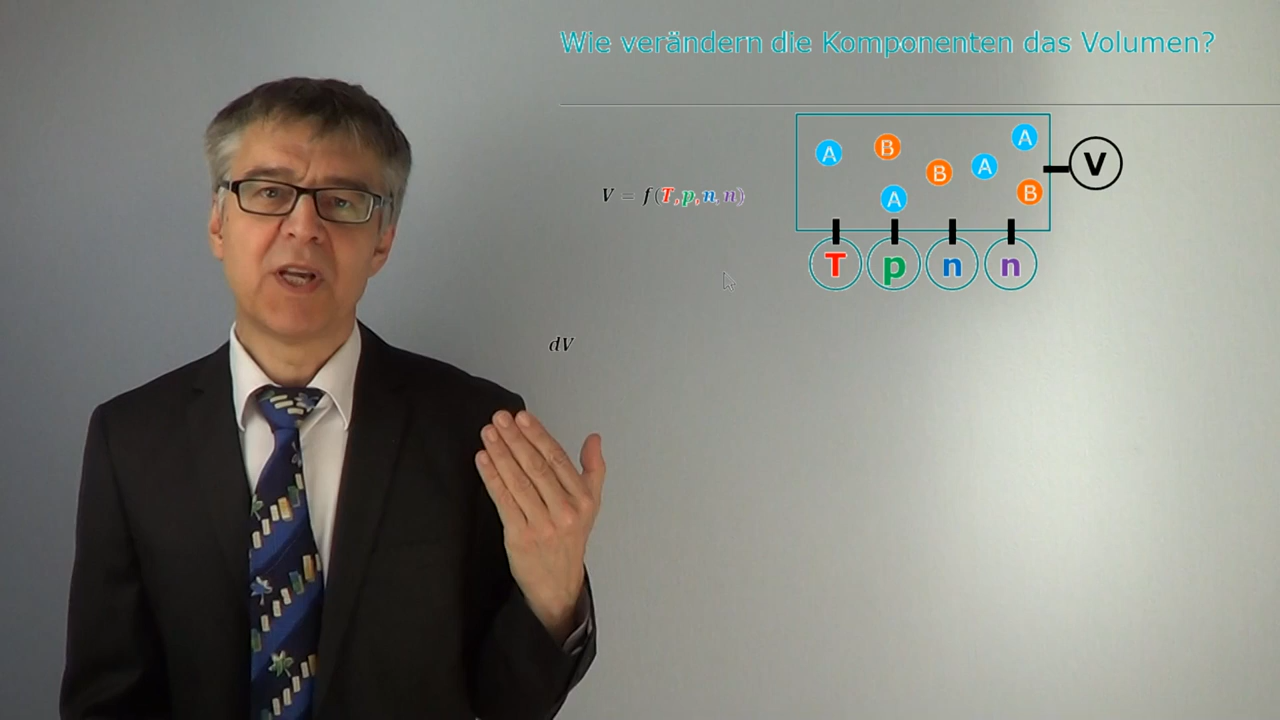 Wie verändern die Komponenten das Volumen?
A B B A A
A B
V
V = f(T,p,n,n)
T p n n
dV